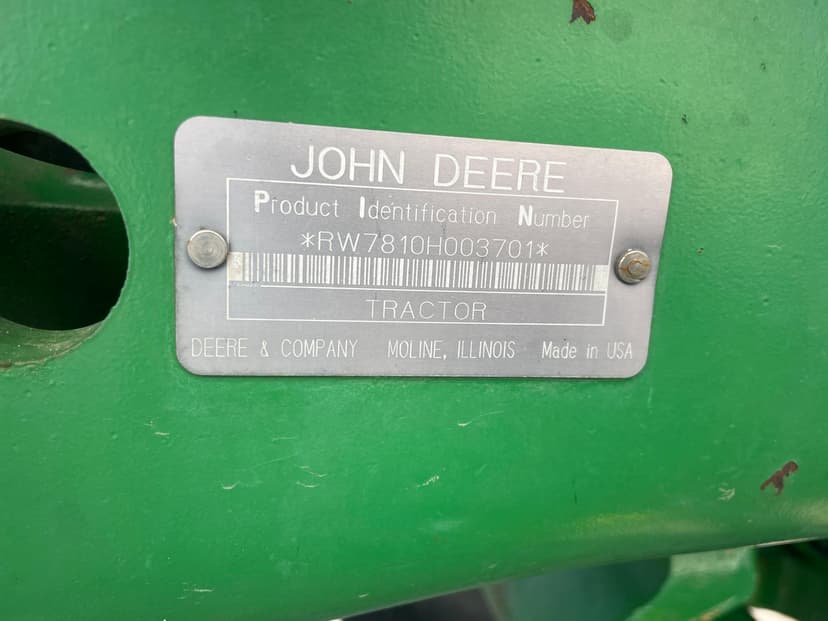 JOHN DEERE
Product Identification Number
*RW7810H003701*
TRACTOR
DEERE & COMPANY MOLINE, ILLINOIS Made in USA